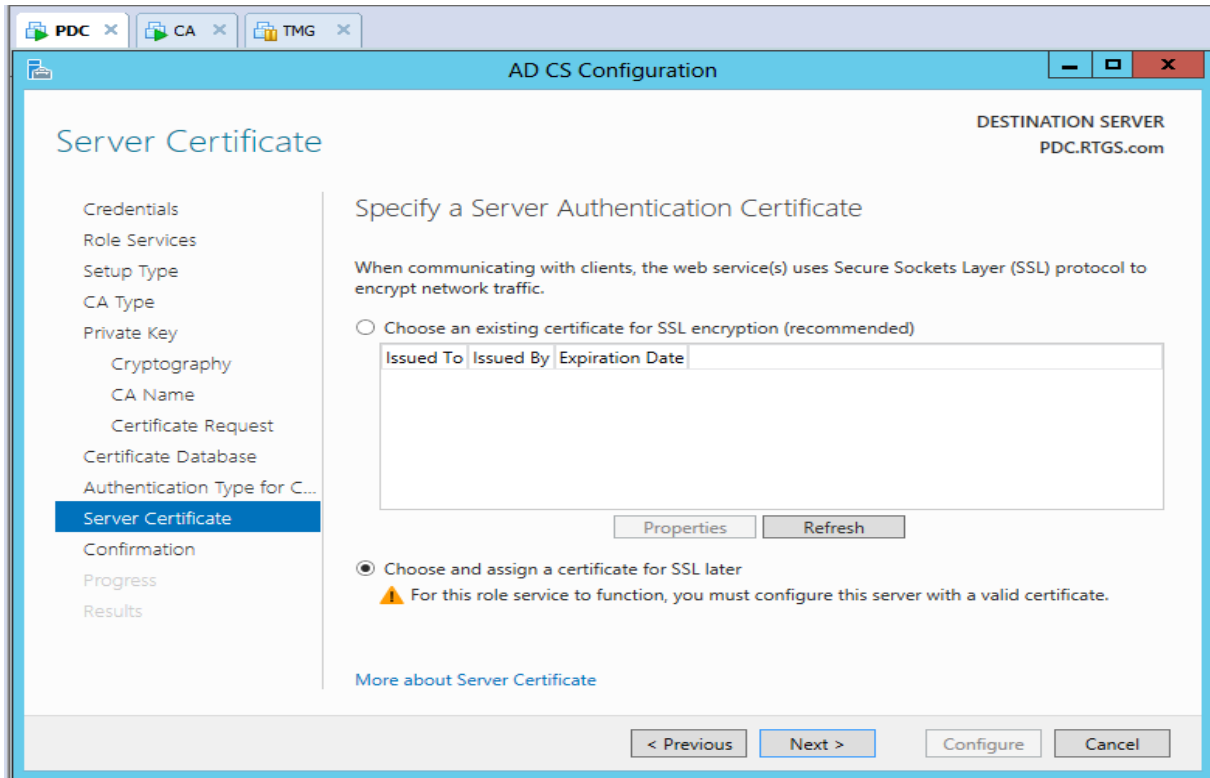 PDC CA TMG
AD CS Configuration
Server Certificate
DESTINATION SERVER
PDC.RTGS.com
Credentials
Role Services
Setup Type
CA Type
Private Key
Cryptography
CA Name
Certificate Request
Certificate Database
Authentication Type for C...
Server Certificate
Confirmation
Progress
Results
Specify a Server Authentication Certificate
When communicating with clients, the web service(s) uses Secure Sockets Layer (SSL) protocol to
encrypt network traffic.
Choose an existing certificate for SSL encryption (recommended)
Issued To Issued By Expiration Date
Properties Refresh
Choose and assign a certificate for SSL later
For this role service to function, you must configure this server with a valid certificate.
More about Server Certificate
< Previous Next > Configure Cancel